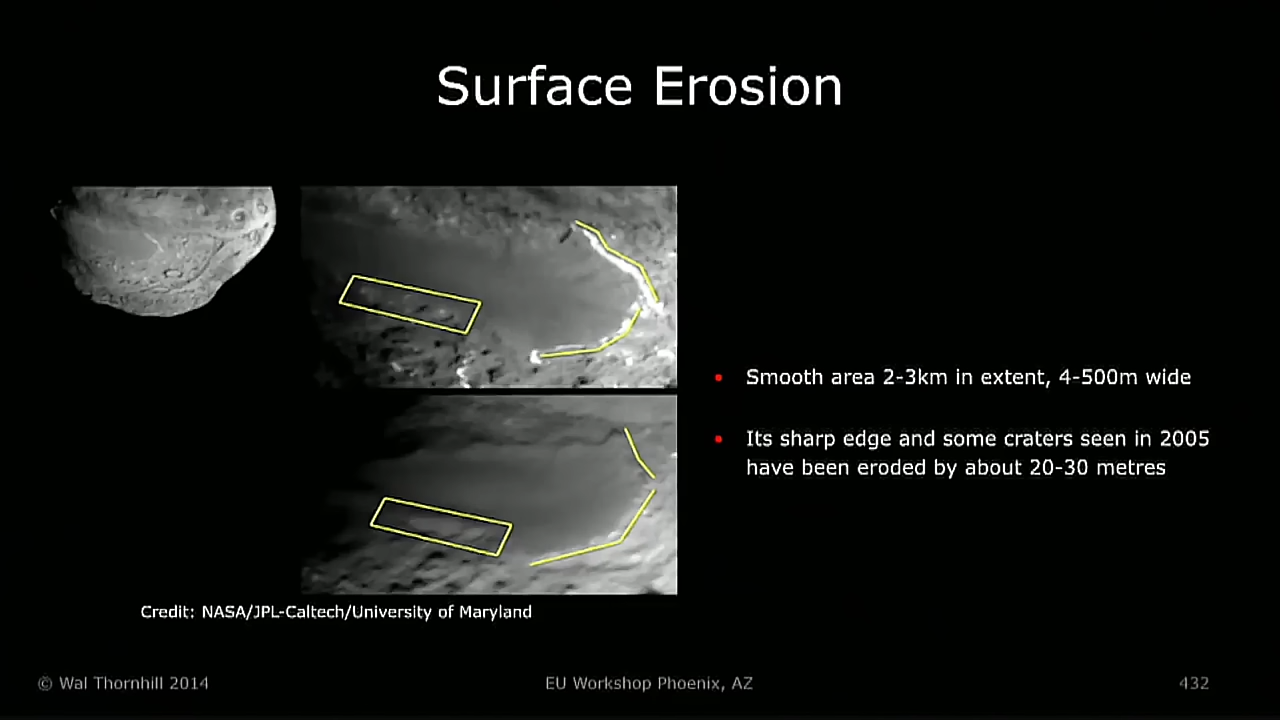 Surface Erosion
• Smooth area 2-3km in extent, 4-500m wide
• Its sharp edge and some craters seen in 2005
have been eroded by about 20-30 metres
Credit: NASA/JPL-Caltech/University of Maryland
© Wal Thornhill 2014
EU Workshop Phoenix, AZ
432